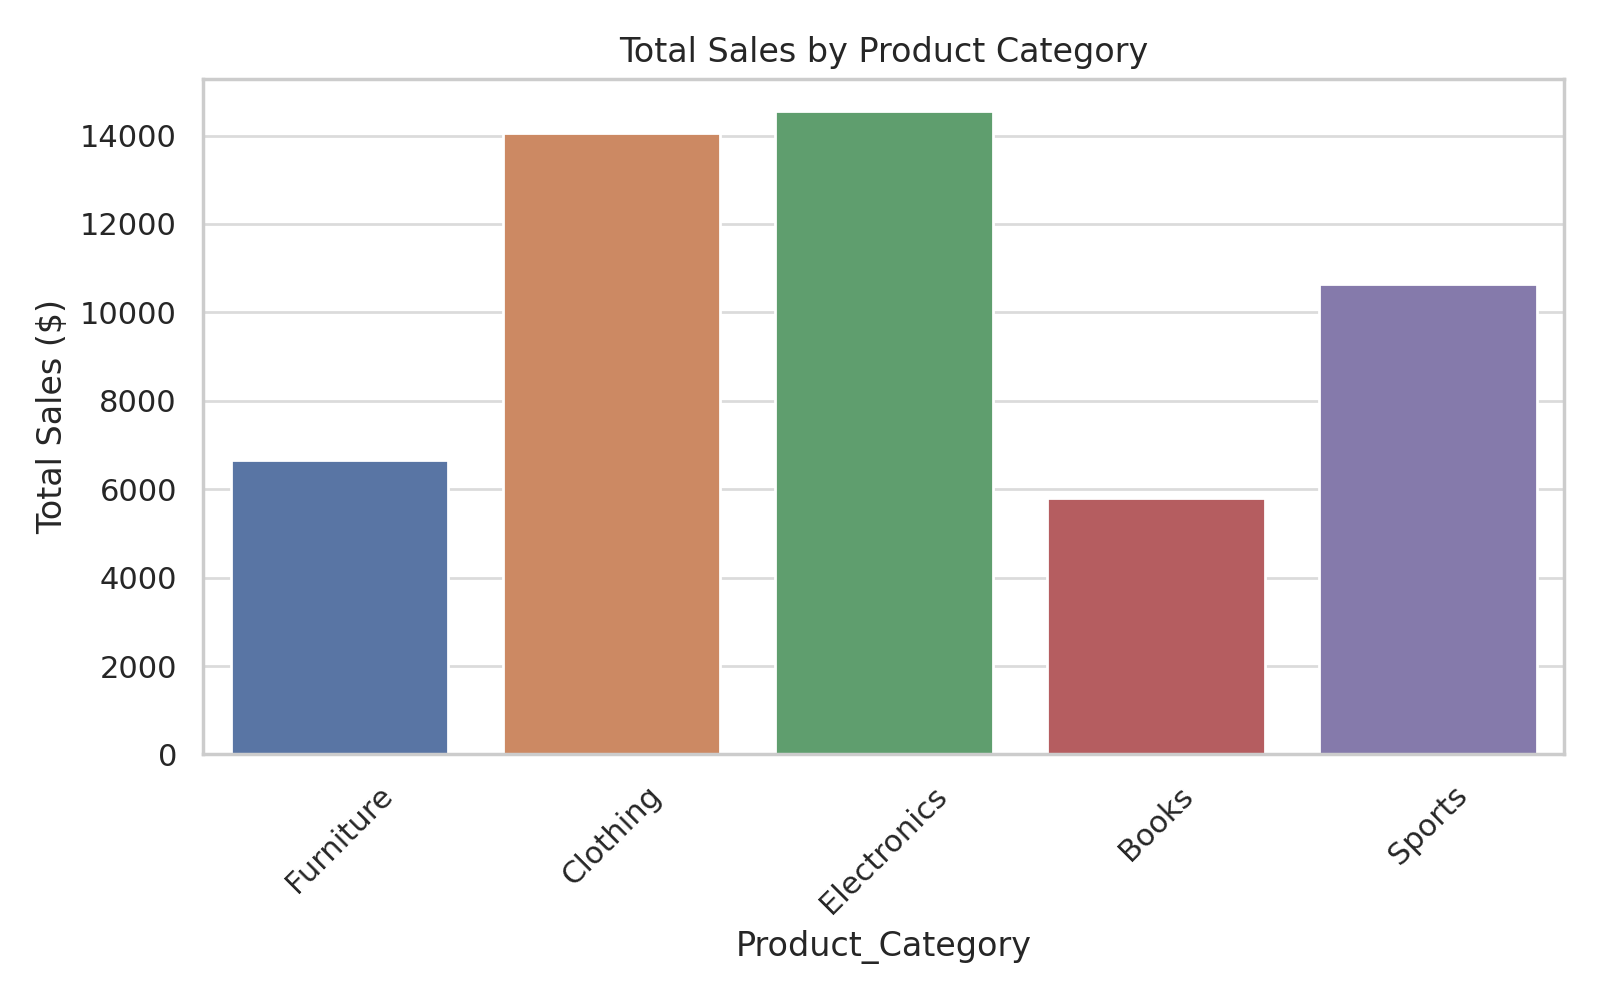 Total Sales by Product Category
Total Sales ($)
14000
12000
10000
8000
6000
4000
2000
0
Furniture
Clothing
Electronics
Books
Sports
Product_Category